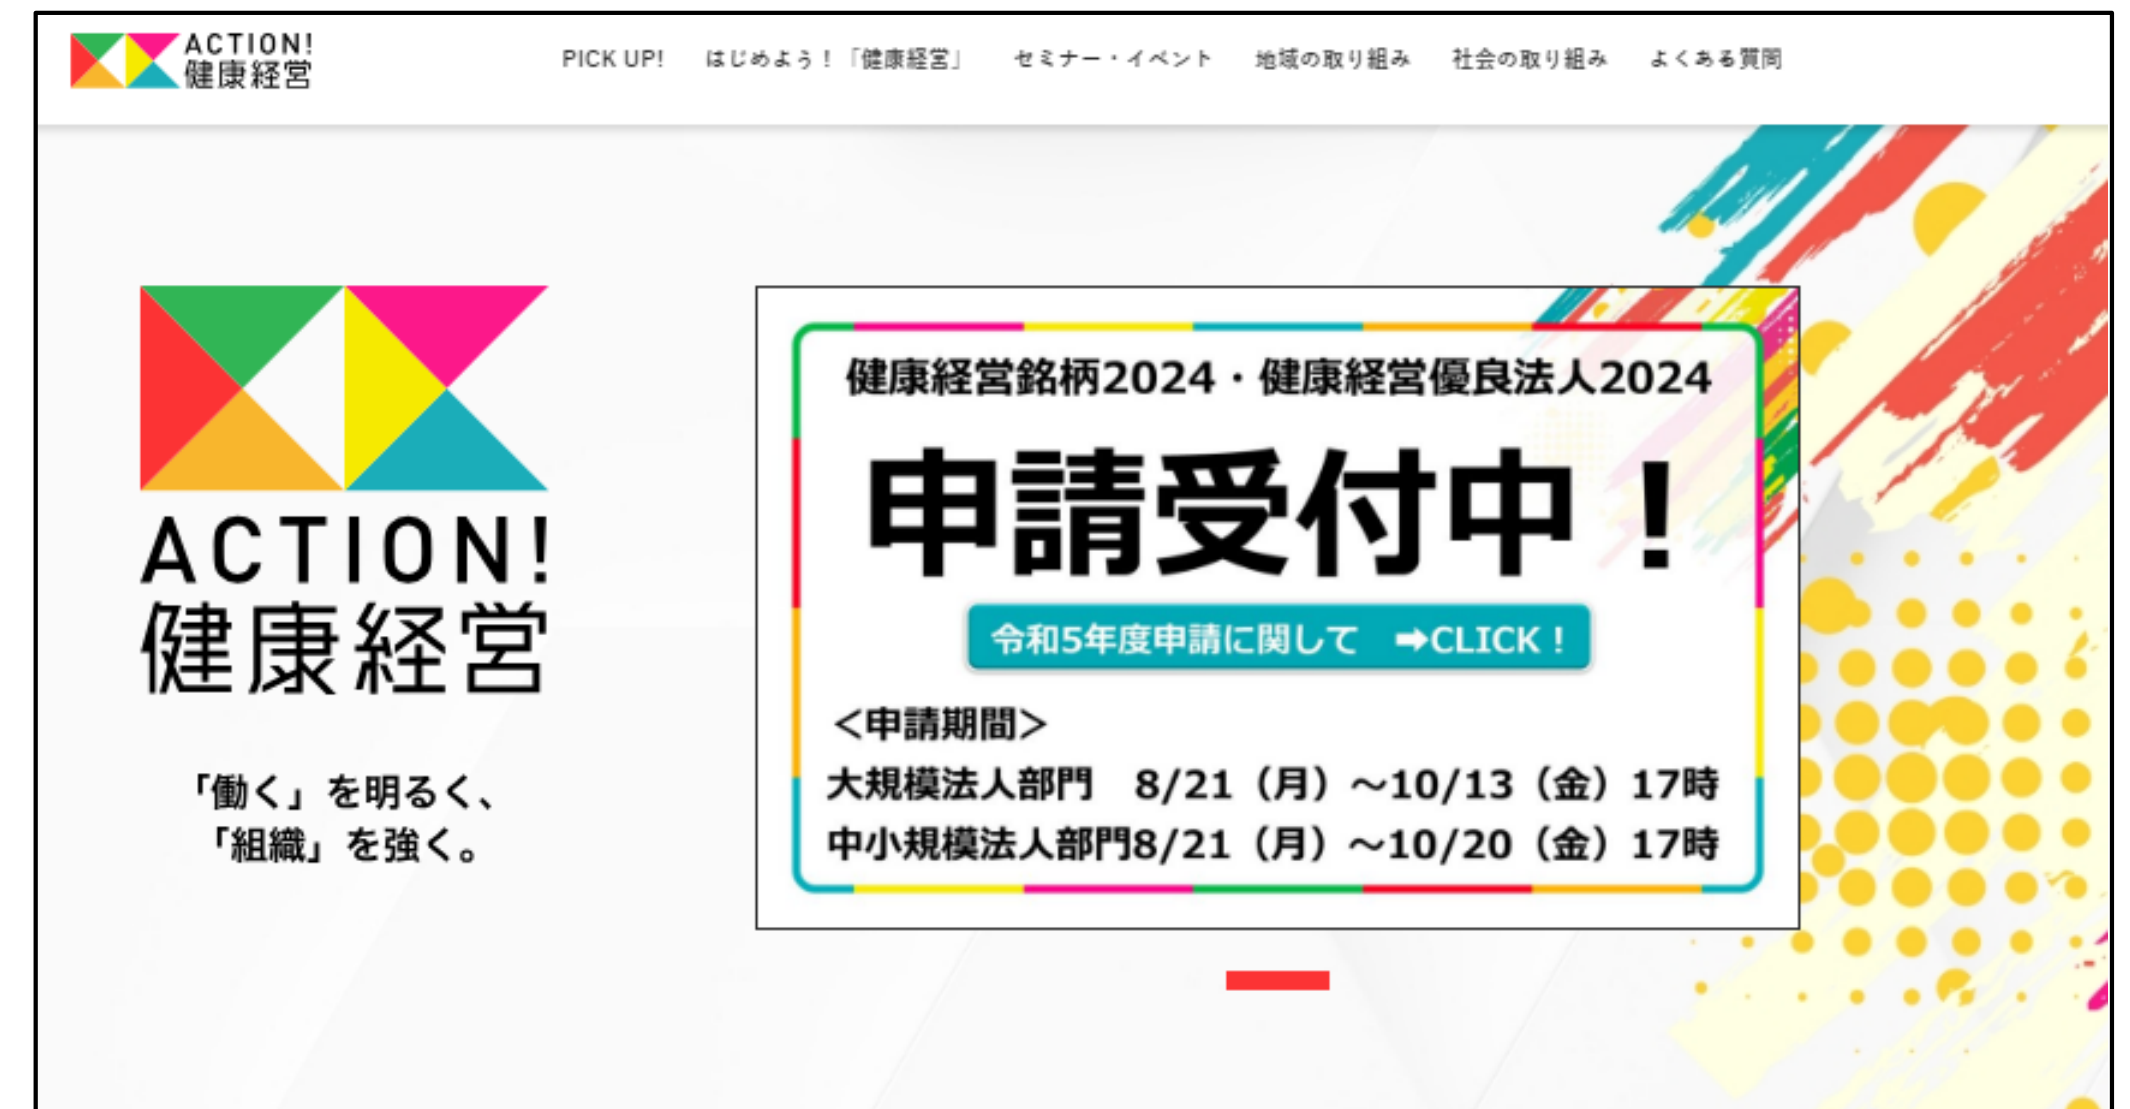 ACTION!
健康経営
PICK UP!
はじめよう！「健康経営」
セミナー・イベント
地域の取り組み
社会の取り組み
よくある質問
ACTION!
健康経営
「働く」を明るく、
「組織」を強く。
健康経営銘柄2024・健康経営優良法人2024
申請受付中！
令和5年度申請に関して　➡CLICK！
＜申請期間＞
大規模法人部門　8/21（月）～10/13（金）17時
中小規模法人部門8/21（月）～10/20（金）17時